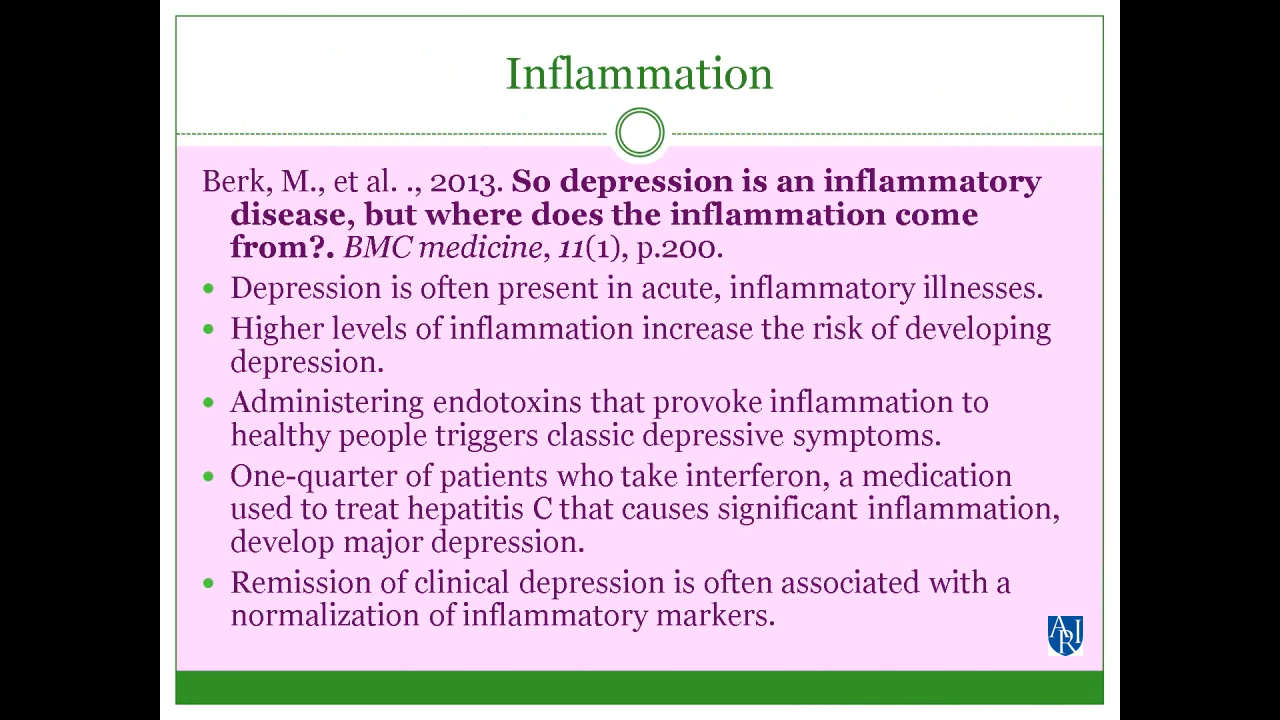 Inflammation
Berk, M., et al. ., 2013. So depression is an inflammatory
disease, but where does the inflammation come
from?. BMC medicine, 11(1), p.200.
• Depression is often present in acute, inflammatory illnesses.
• Higher levels of inflammation increase the risk of developing
depression.
• Administering endotoxins that provoke inflammation to
healthy people triggers classic depressive symptoms.
• One-quarter of patients who take interferon, a medication
used to treat hepatitis C that causes significant inflammation,
develop major depression.
• Remission of clinical depression is often associated with a
normalization of inflammatory markers.
ARI